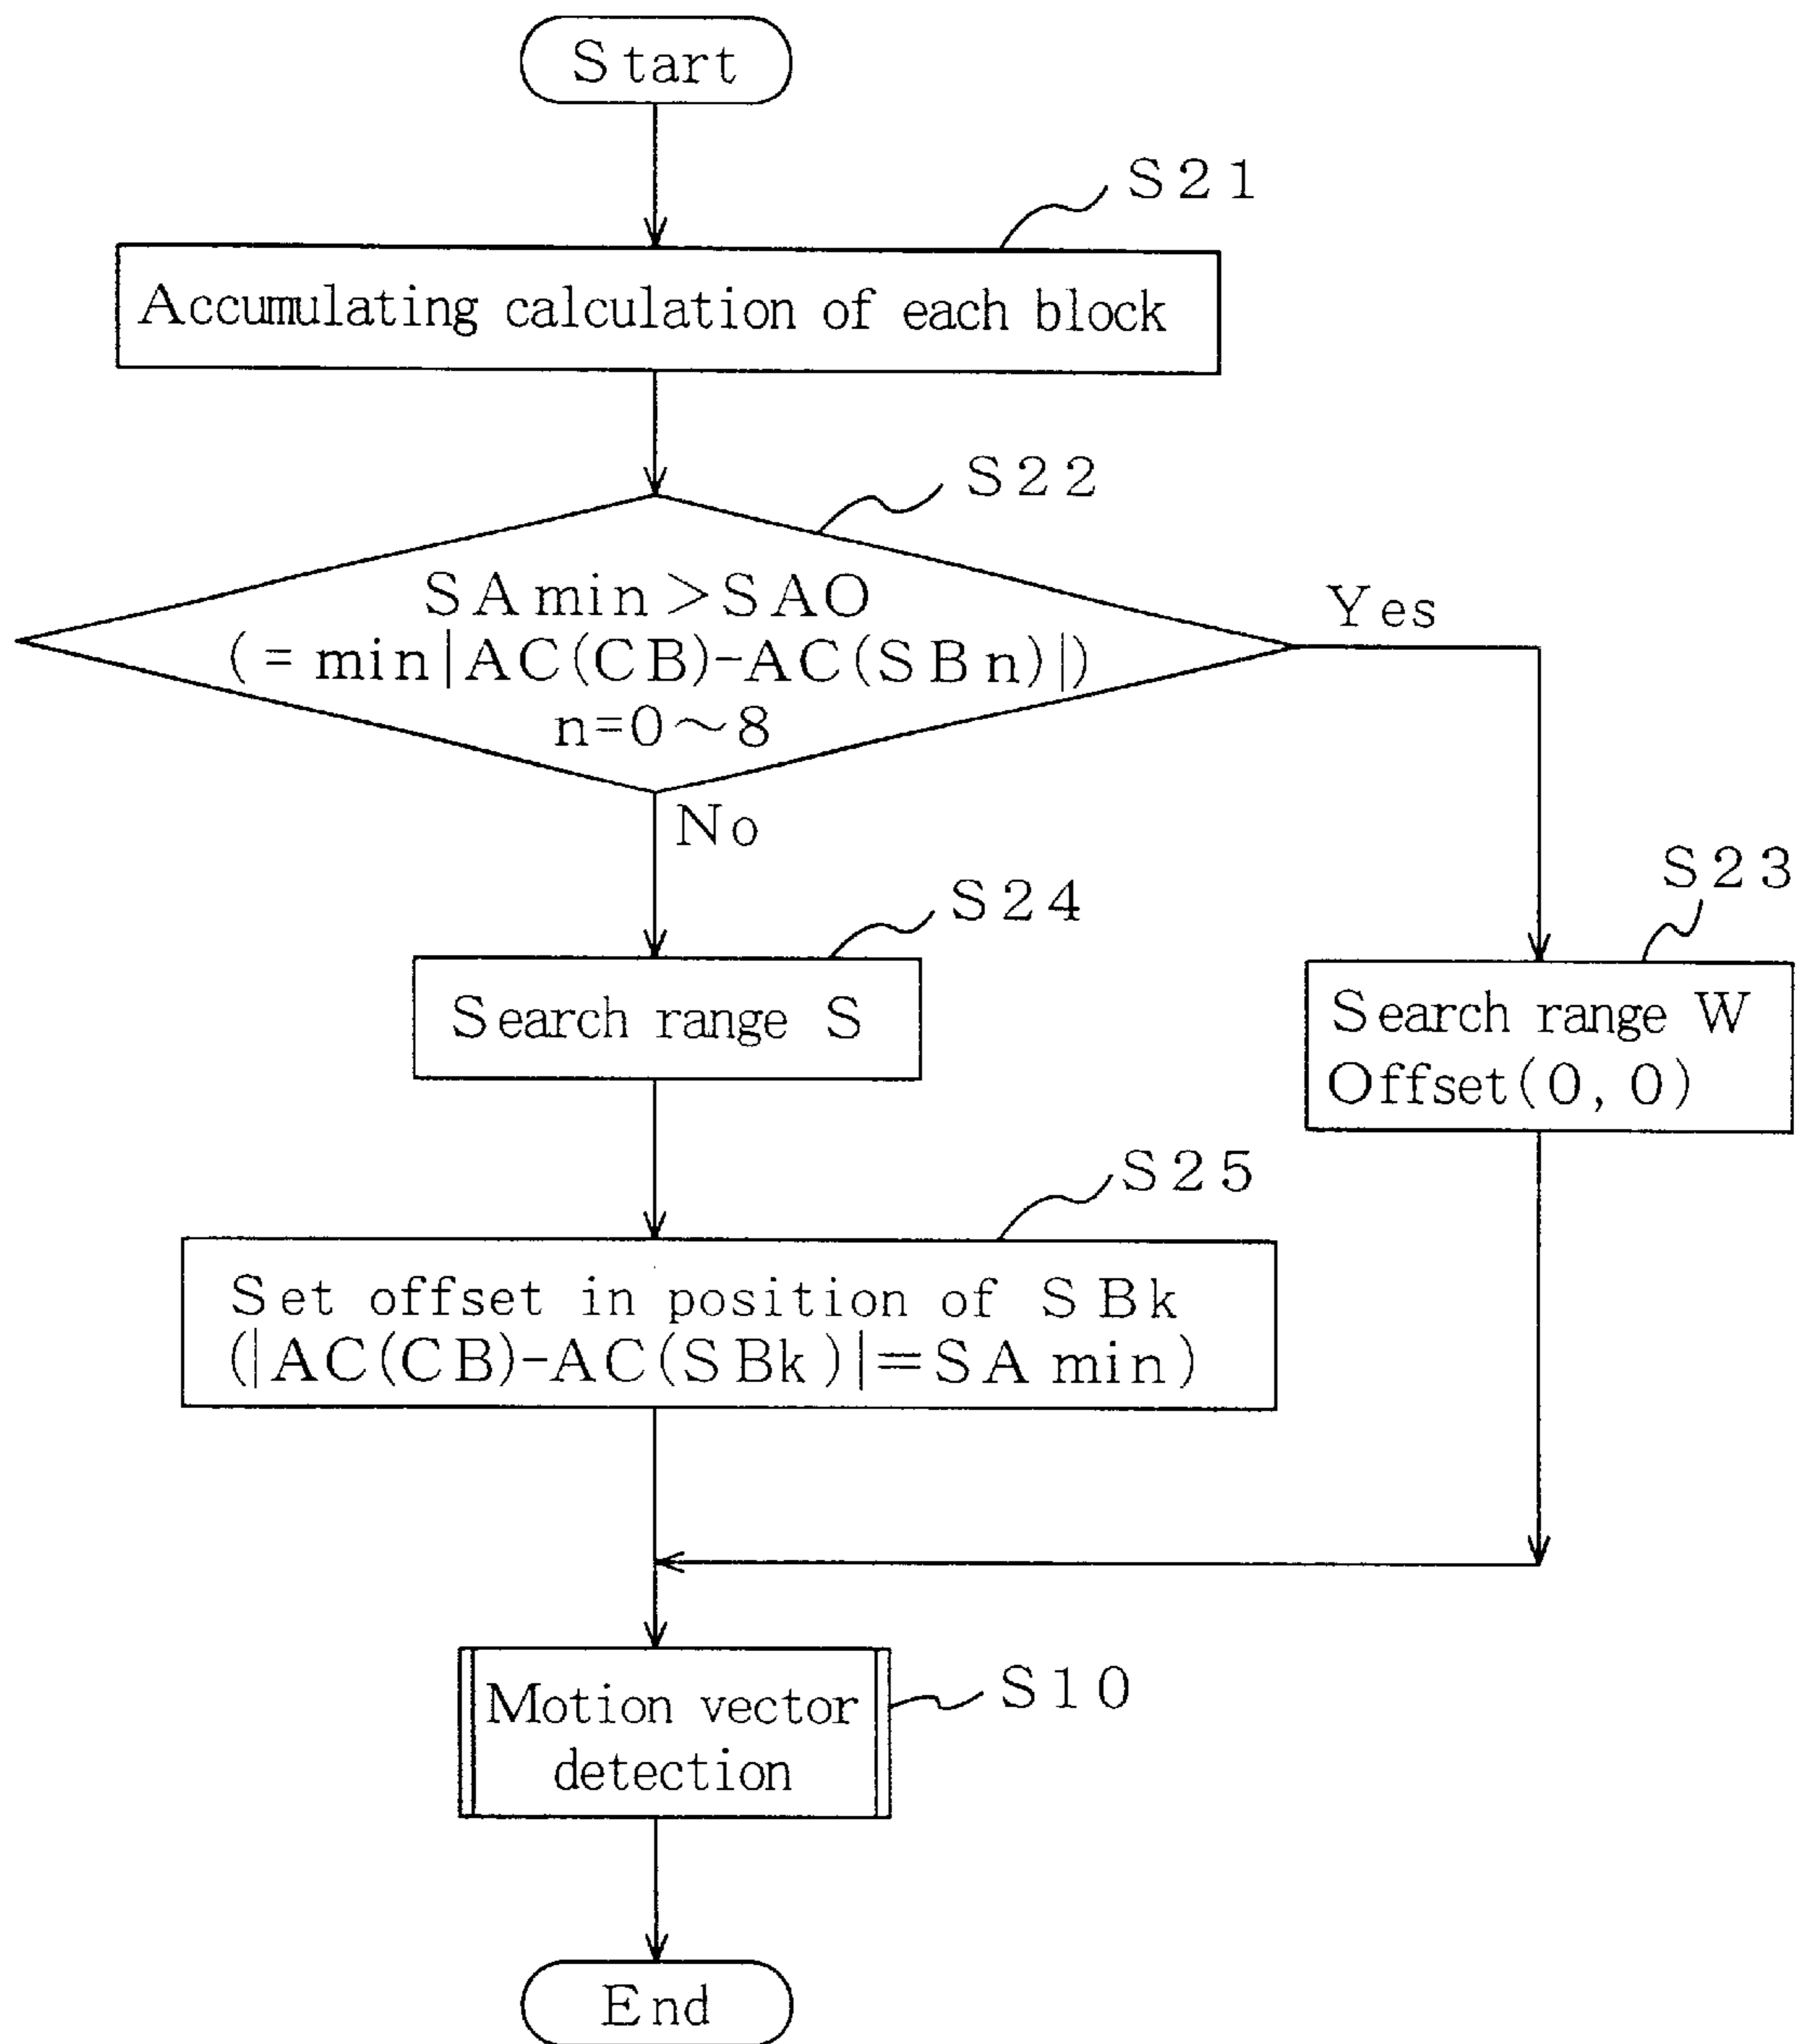 Start
S21
Accumulating calculation of each block
S22
SAmin>SAO
(=min|AC(CB)-AC(SBn)|)
n=0~8
Yes
No
S23
S24
Search range S
Search range W
Offset(0,0)
S25
Set offset in position of SBk
(|AC(CB)-AC(SBk)|=SAmin)
Motion vector
detection
S10
End